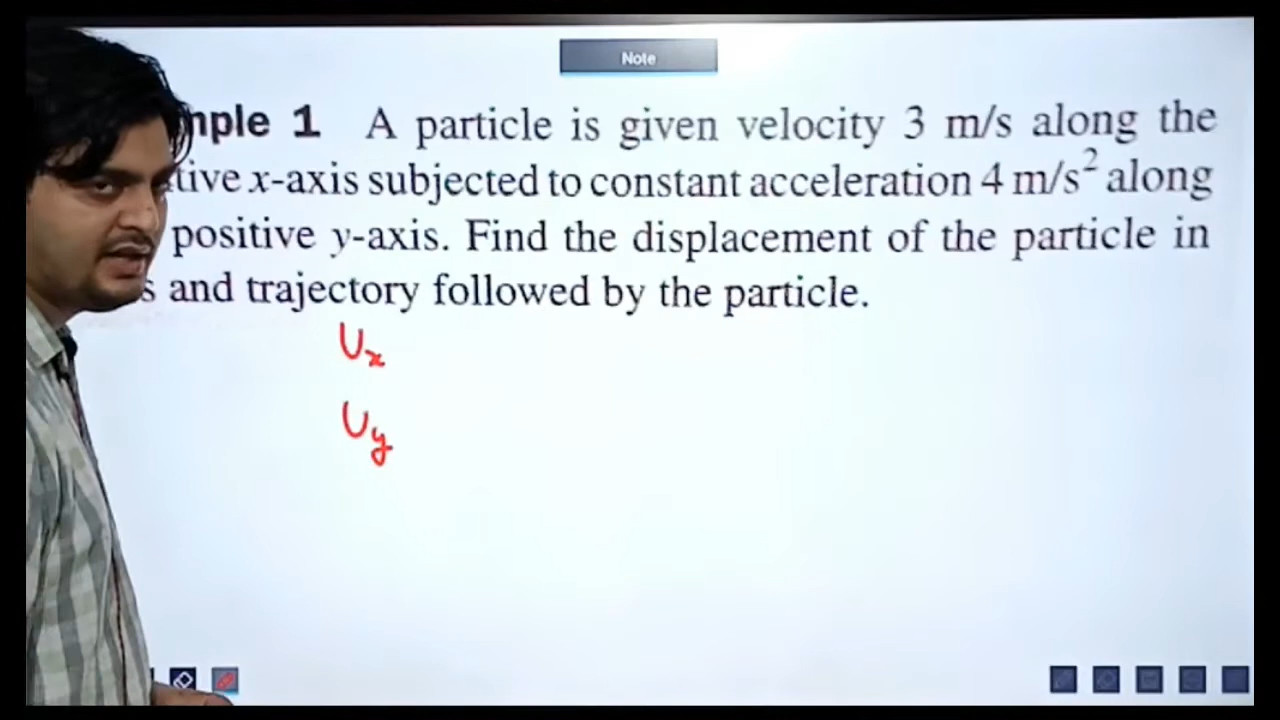 Note
mple 1 A particle is given velocity 3 m/s along the
tive x-axis subjected to constant acceleration 4 m/s² along
positive y-axis. Find the displacement of the particle in
s and trajectory followed by the particle.
Ux
Uy